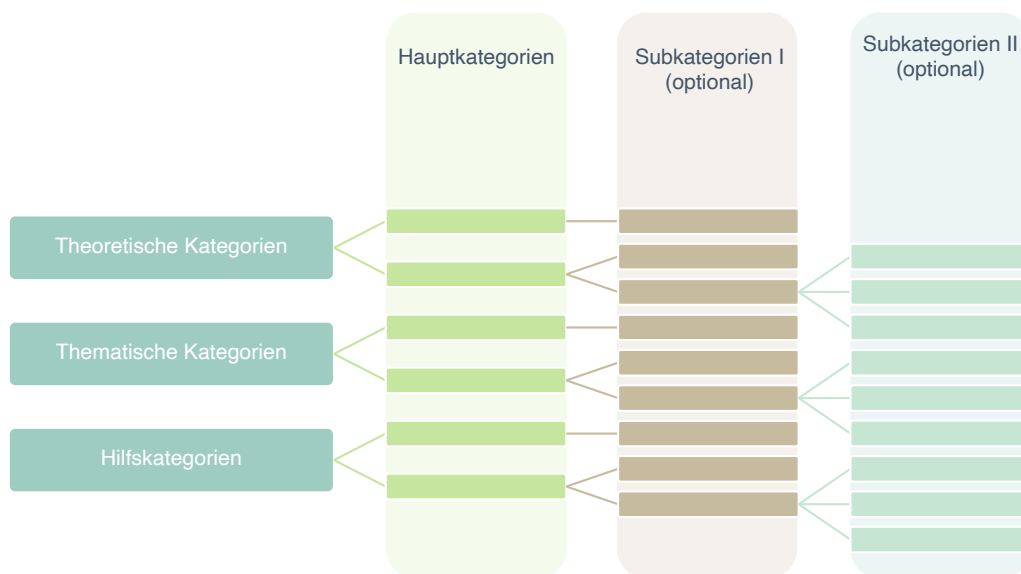 Hauptkategorien
Subkategorien I
(optional)
Subkategorien II
(optional)
Theoretische Kategorien
Thematische Kategorien
Hilfskategorien